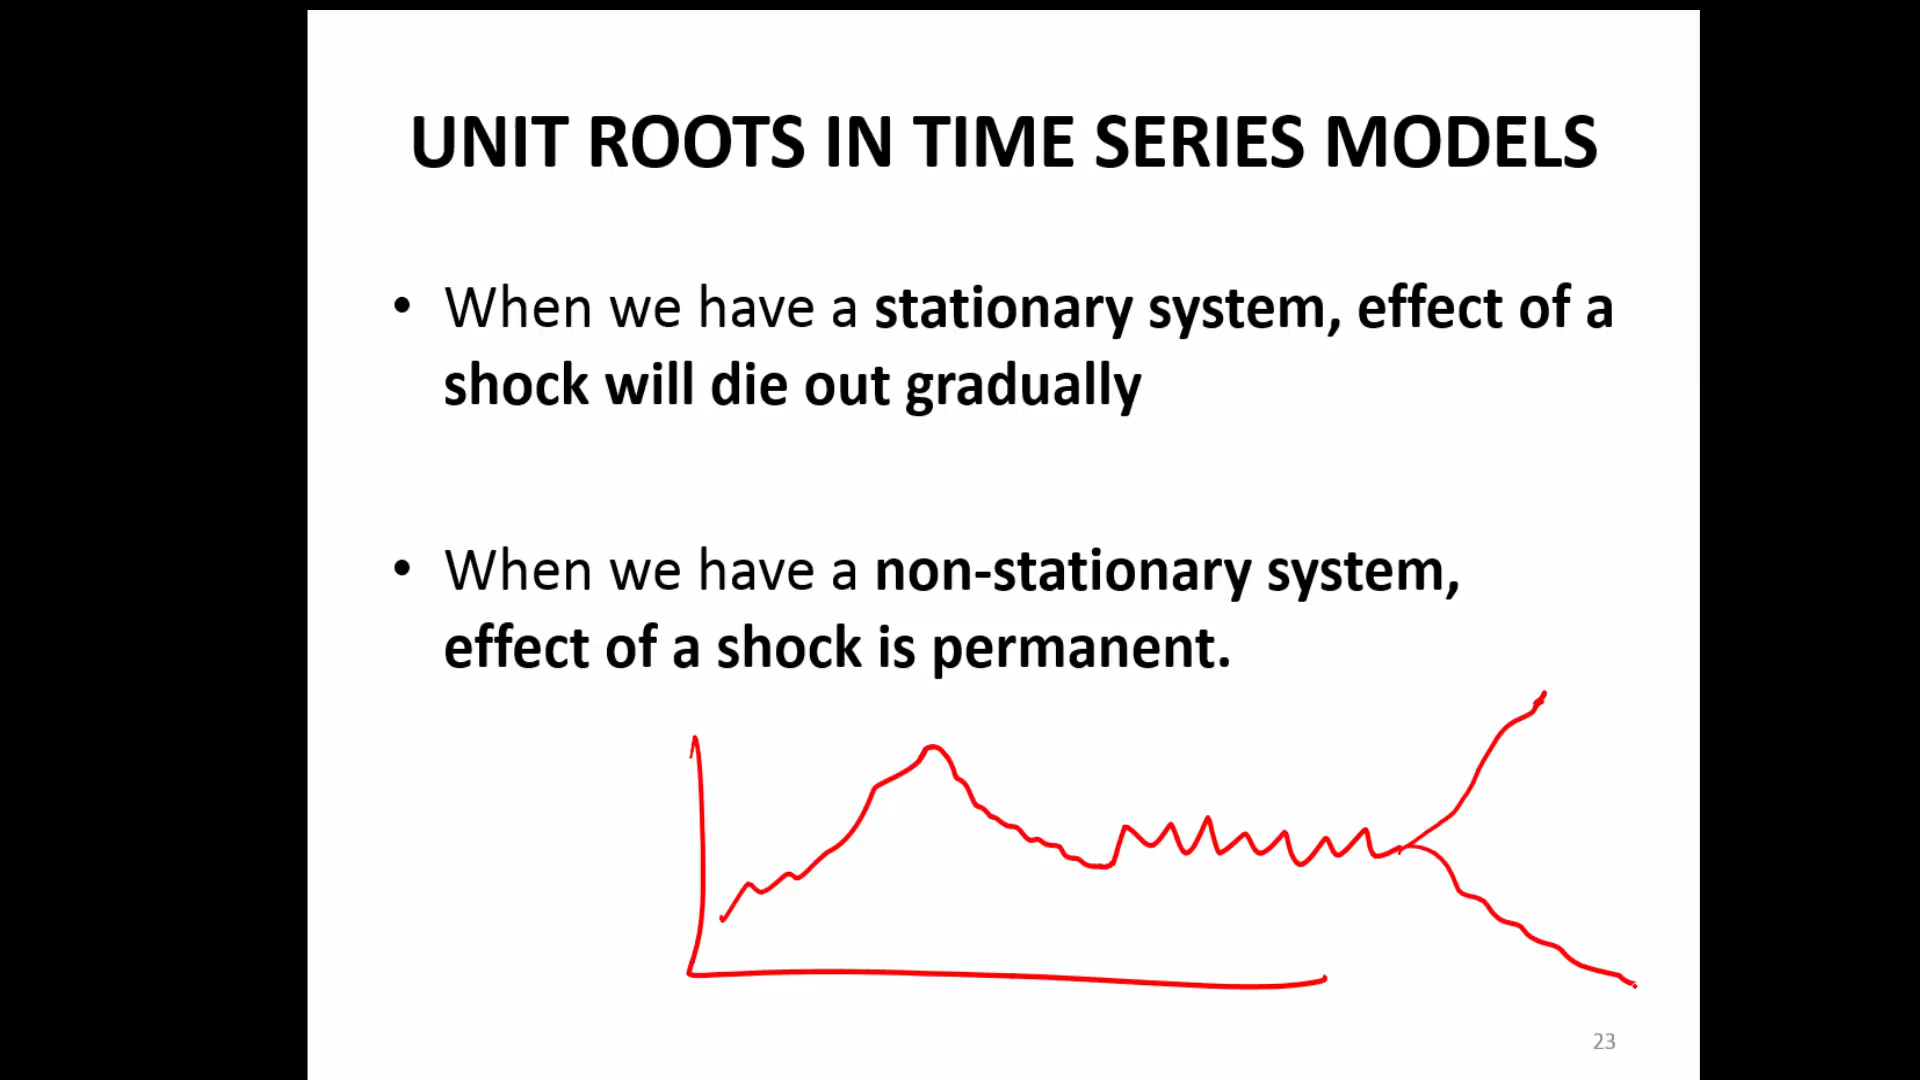 UNIT ROOTS IN TIME SERIES MODELS
• When we have a stationary system, effect of a
shock will die out gradually
• When we have a non-stationary system,
effect of a shock is permanent.
23